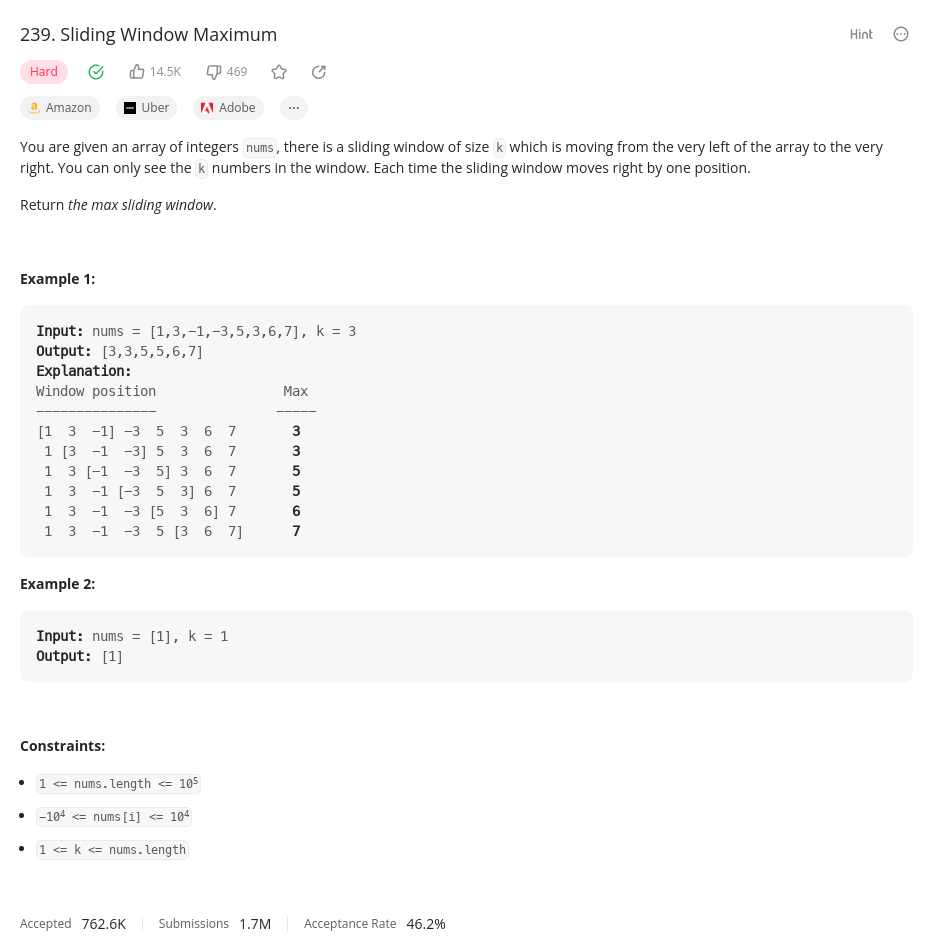 239. Sliding Window Maximum
Hint
Hard
14.5K
469
Amazon
Uber
Adobe
You are given an array of integers nums, there is a sliding window of size k which is moving from the very left of the array to the very
right. You can only see the k numbers in the window. Each time the sliding window moves right by one position.
Return the max sliding window.
Example 1:
Input: nums = [1,3,−1,−3,5,3,6,7], k = 3
Output: [3,3,5,5,6,7]
Explanation:
Window position                Max
---------------               -----
[1  3  −1] −3  5  3  6  7       3
 1 [3  −1  −3] 5  3  6  7       3
 1  3 [−1  −3  5] 3  6  7       5
 1  3  −1 [−3  5  3] 6  7       5
 1  3  −1  −3 [5  3  6] 7       6
 1  3  −1  −3  5 [3  6  7]      7
Example 2:
Input: nums = [1], k = 1
Output: [1]
Constraints:
• 1 <= nums.length <= 10⁵
• −10⁴ <= nums[i] <= 10⁴
• 1 <= k <= nums.length
Accepted 762.6K | Submissions 1.7M | Acceptance Rate 46.2%